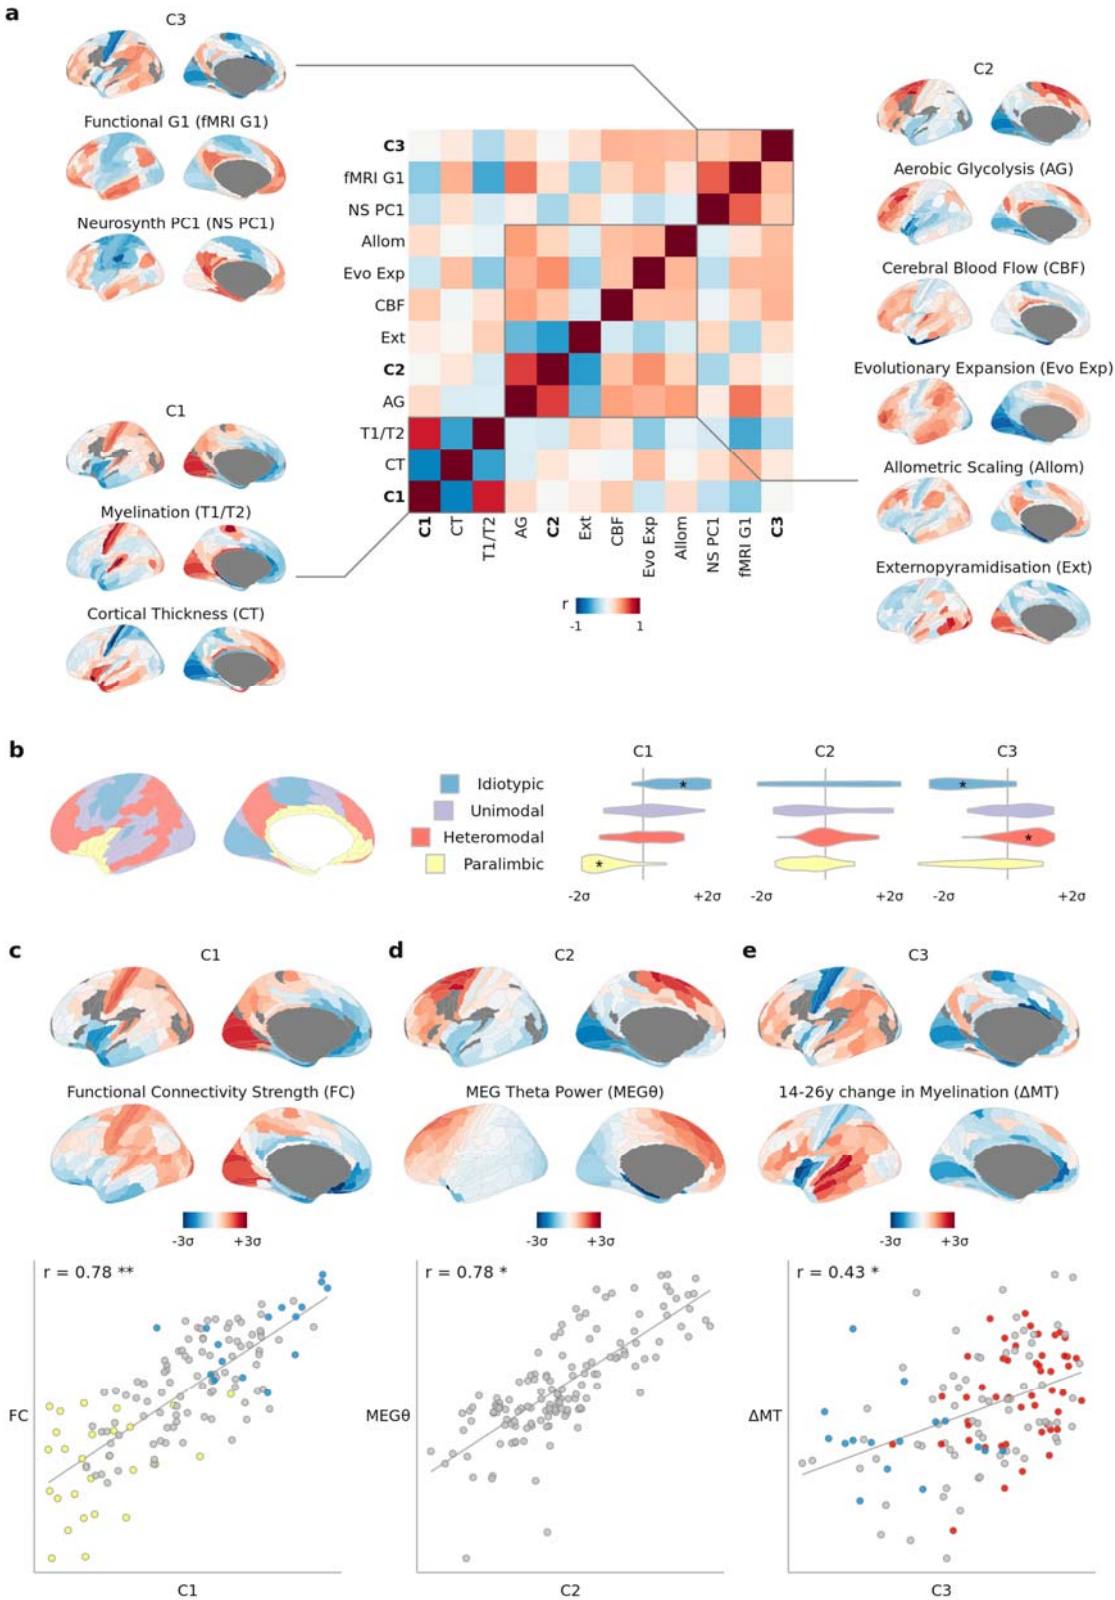 a
C3
Functional G1 (fMRI G1)
Neurosynth PC1 (NS PC1)
C1
Myelination (T1/T2)
Cortical Thickness (CT)
C3
fMRI G1
NS PC1
Allom
Evo Exp
CBF
Ext
C2
AG
T1/T2
CT
C1
C1
CT
T1/T2
AG
C2
Ext
CBF
Evo Exp
Allom
NS PC1
fMRI G1
C3
r
-1
1
C2
Aerobic Glycolysis (AG)
Cerebral Blood Flow (CBF)
Evolutionary Expansion (Evo Exp)
Allometric Scaling (Allom)
Externopyramidisation (Ext)
b
Idiotypic
Unimodal
Heteromodal
Paralimbic
C1
C2
C3
*
*
*
*
-2σ
+2σ
-2σ
+2σ
c
C1
Functional Connectivity Strength (FC)
-3σ
+3σ
r = 0.78 **
FC
C1
d
C2
MEG Theta Power (MEGθ)
-3σ
+3σ
r = 0.78 *
MEGθ
C2
e
C3
14-26y change in Myelination (ΔMT)
-3σ
+3σ
r = 0.43 *
ΔMT
C3